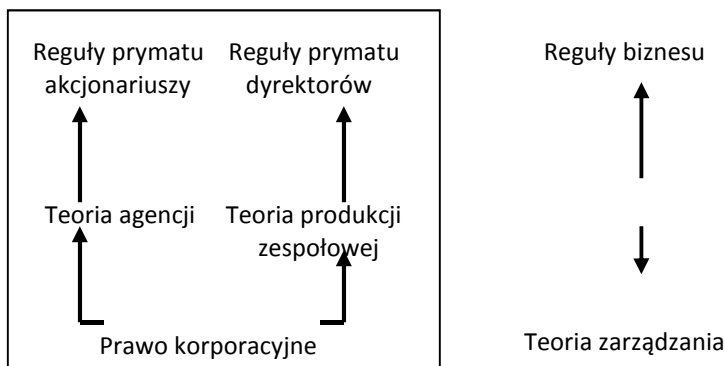 Reguły prymatu
akcjonariuszy
Reguły prymatu
dyrektorów
Reguły biznesu
Teoria agencji
Teoria produkcji
zespołowej
Prawo korporacyjne
Teoria zarządzania